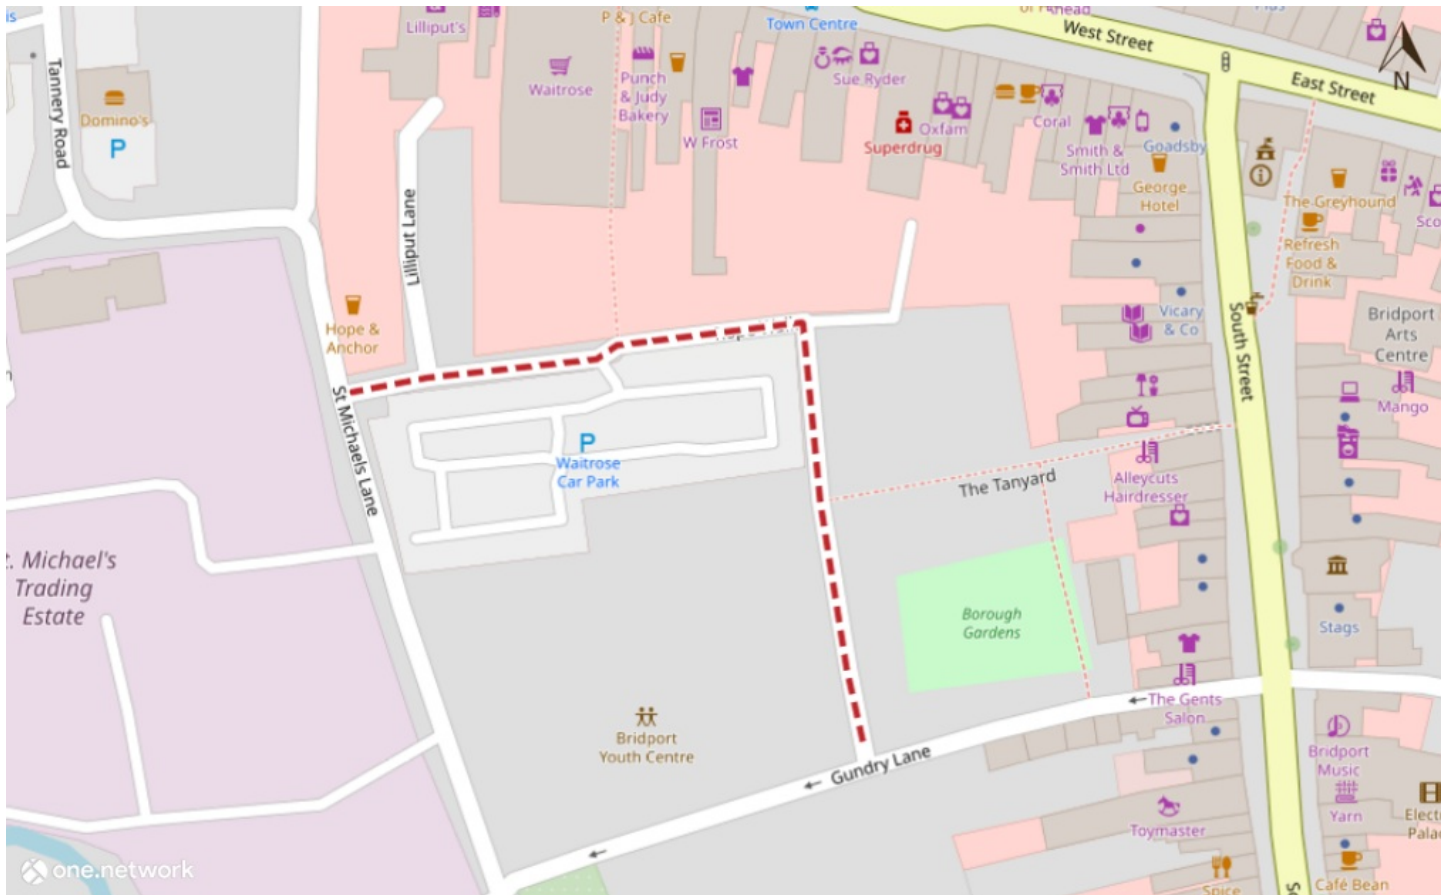 P & J Cafe
Town Centre
West Street
East Street
N
Lilliput's
Tannery Road
Domino's
P
Waitrose
Punch
& Judy
Bakery
W Frost
Sue Ryder
Superdrug
Oxfam
Coral
Smith &
Smith Ltd
Goadsby
George
Hotel
The Greyhound
Refresh
Food &
Drink
Lilliput Lane
Hope &
Anchor
Vicary
& Co
South Street
Bridport
Arts
Centre
Mango
St Michaels Lane
P
Waitrose
Car Park
The Tanyard
Alleycuts
Hairdresser
t. Michael's
Trading
Estate
Borough
Gardens
Stags
The Gents
Salon
Bridport
Youth Centre
Gundry Lane
Bridport
Music
Yarn
Toymaster
Spice
Café Bean
one.network